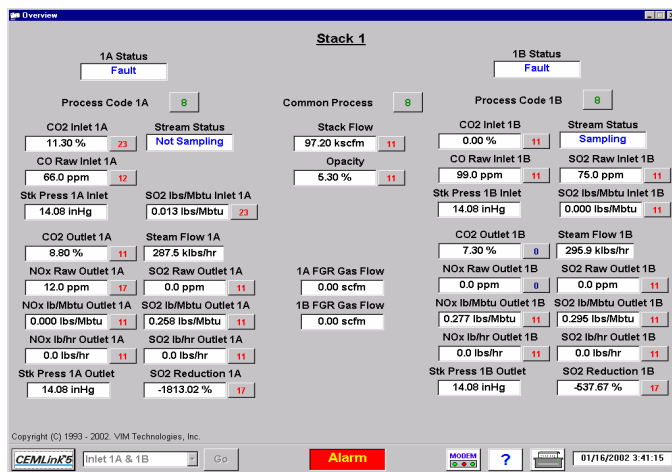 Overview
Stack 1
1A Status
Fault
1B Status
Fault
Process Code 1A 8
Common Process 8
Process Code 1B 8
CO2 Inlet 1A
11.30 % 23
Stream Status
Not Sampling
CO Raw Inlet 1A
66.0 ppm 12
Stk Press 1A Inlet
14.08 inHg
SO2 lbs/Mbtu Inlet 1A
0.013 lbs/Mbtu 23
CO2 Outlet 1A
8.80 % 11
Steam Flow 1A
287.5 klbs/hr
NOx Raw Outlet 1A
12.0 ppm 17
SO2 Raw Outlet 1A
0.0 ppm 11
NOx lb/Mbtu Outlet 1A
0.000 lbs/Mbtu 11
SO2 lb/Mbtu Outlet 1A
0.258 lbs/Mbtu 11
NOx lb/hr Outlet 1A
0.0 lbs/hr 11
SO2 lb/hr Outlet 1A
0.0 lbs/hr 11
Stk Press 1A Outlet
14.08 inHg
SO2 Reduction 1A
-1813.02 % 17
Stack Flow
97.20 kscfm 11
Opacity
5.30 % 11
1A FGR Gas Flow
0.00 scfm
1B FGR Gas Flow
0.00 scfm
CO2 Inlet 1B
0.00 % 11
Stream Status
Sampling
CO Raw Inlet 1B
99.0 ppm 11
SO2 Raw Inlet 1B
75.0 ppm 11
Stk Press 1B Inlet
14.08 inHg
SO2 lbs/Mbtu Inlet 1B
0.000 lbs/Mbtu 11
CO2 Outlet 1B
7.30 % 0
Steam Flow 1B
295.9 klbs/hr
NOx Raw Outlet 1B
0.0 ppm 0
SO2 Raw Outlet 1B
0.0 ppm 11
NOx lb/Mbtu Outlet 1B
0.277 lbs/Mbtu 11
SO2 lb/Mbtu Outlet 1B
0.295 lbs/Mbtu 11
NOx lb/hr Outlet 1B
0.0 lbs/hr 11
SO2 lb/hr Outlet 1B
0.0 lbs/hr 11
Stk Press 1B Outlet
14.08 inHg
SO2 Reduction 1B
-537.67 % 17
Copyright (C) 1993 - 2002. VIM Technologies, Inc.
CEMLink5 Inlet 1A & 1B Go Alarm MODEM ? 01/16/2002 3:41:15